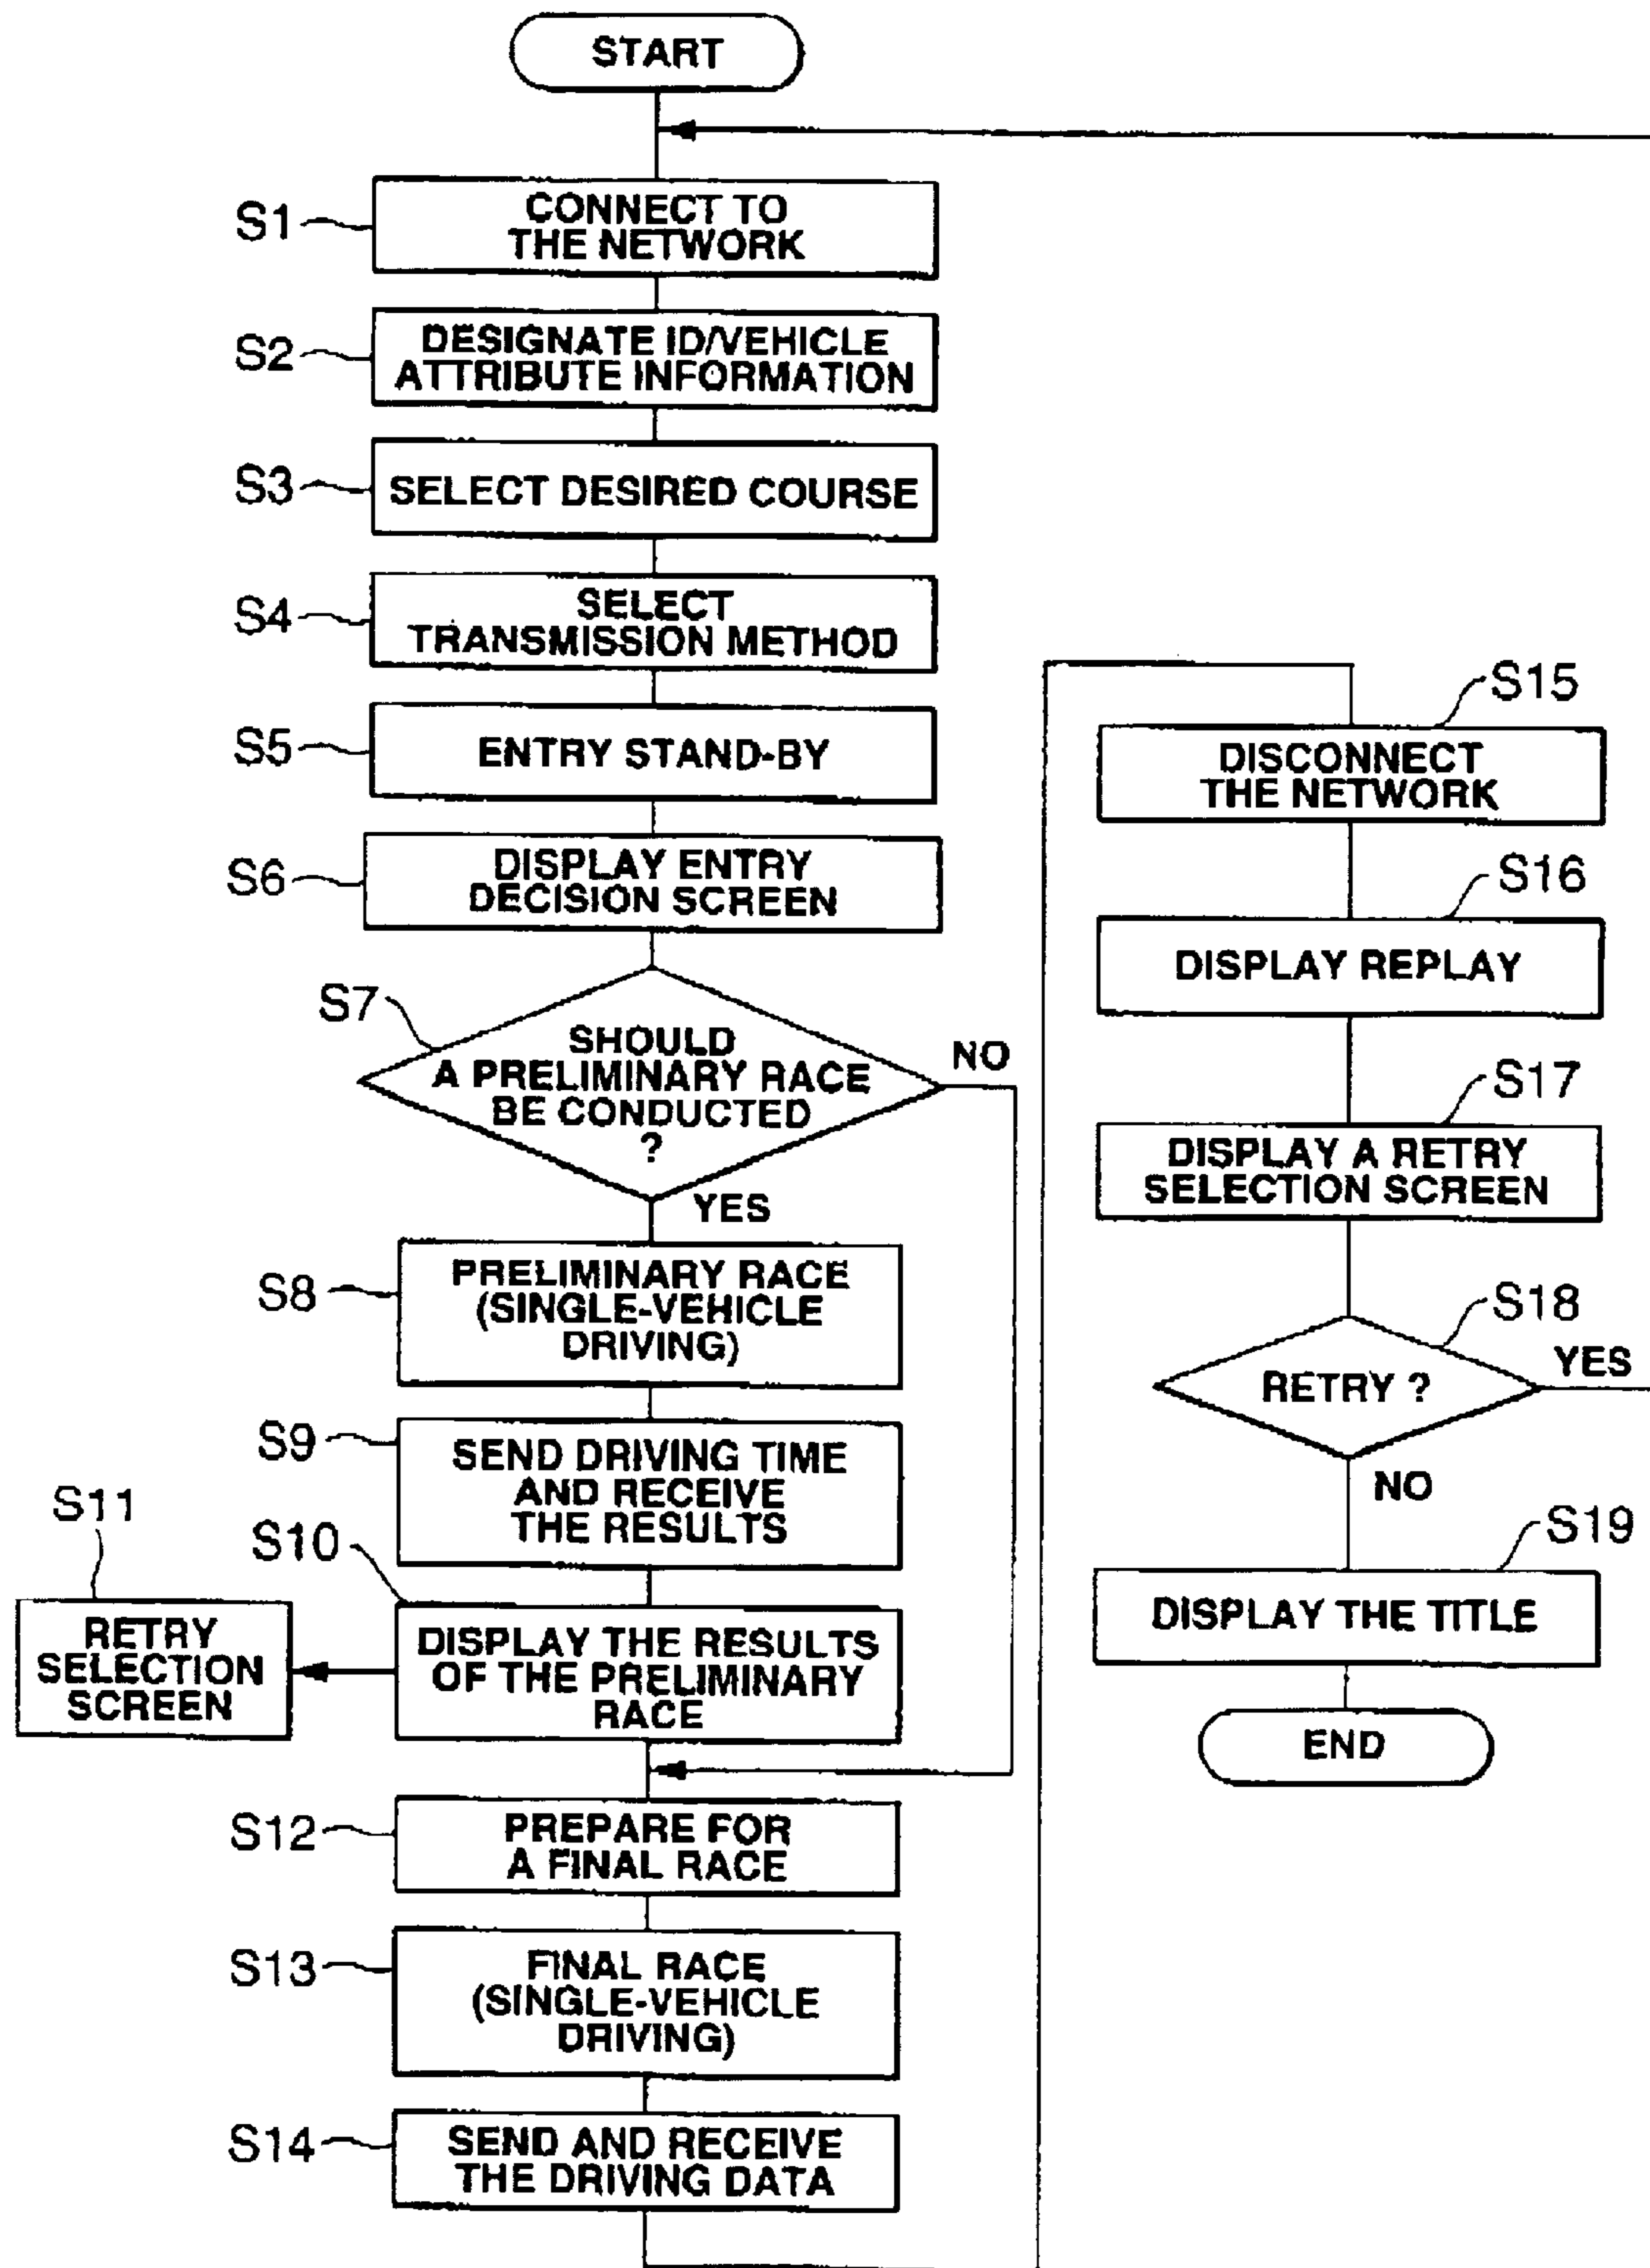 START
S1
CONNECT TO
THE NETWORK
S2
DESIGNATE ID/VEHICLE
ATTRIBUTE INFORMATION
S3
SELECT DESIRED COURSE
S4
SELECT
TRANSMISSION METHOD
S5
ENTRY STAND-BY
S6
DISPLAY ENTRY
DECISION SCREEN
S7
SHOULD
A PRELIMINARY RACE
BE CONDUCTED
?
NO
YES
S8
PRELIMINARY RACE
(SINGLE-VEHICLE
DRIVING)
S9
SEND DRIVING TIME
AND RECEIVE
THE RESULTS
S10
DISPLAY THE RESULTS
OF THE PRELIMINARY
RACE
S11
RETRY
SELECTION
SCREEN
S12
PREPARE FOR
A FINAL RACE
S13
FINAL RACE
(SINGLE-VEHICLE
DRIVING)
S14
SEND AND RECEIVE
THE DRIVING DATA
S15
DISCONNECT
THE NETWORK
S16
DISPLAY REPLAY
S17
DISPLAY A RETRY
SELECTION SCREEN
S18
RETRY ?
YES
NO
S19
DISPLAY THE TITLE
END